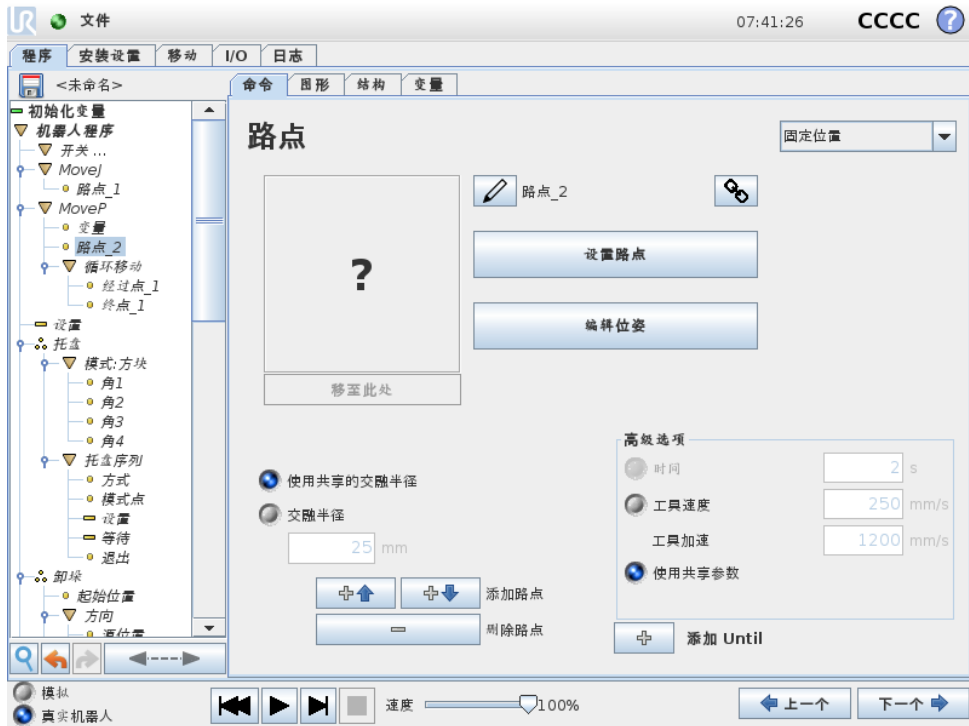 UR 文件 07:41:26 CCCC ?
程序 安装设置 移动 I/O 日志
<未命名>
命令 图形 结构 变量
初始化变量
机器人程序
开关 ...
MoveJ
路点_1
MoveP
变量
路点_2
循环移动
经过点_1
终点_1
设置
托盘
模式:方块
角1
角2
角3
角4
托盘序列
方式
模式点
设置
等待
退出
卸垛
起始位置
方向
源位置
路点
固定位置
?
移至此处
路点_2
设置路点
编辑位姿
使用共享的交融半径
交融半径
25 mm
添加路点
删除路点
高级选项
时间 2 s
工具速度 250 mm/s
工具加速 1200 mm/s
使用共享参数
添加 Until
模拟
真实机器人
速度 100%
上一个
下一个